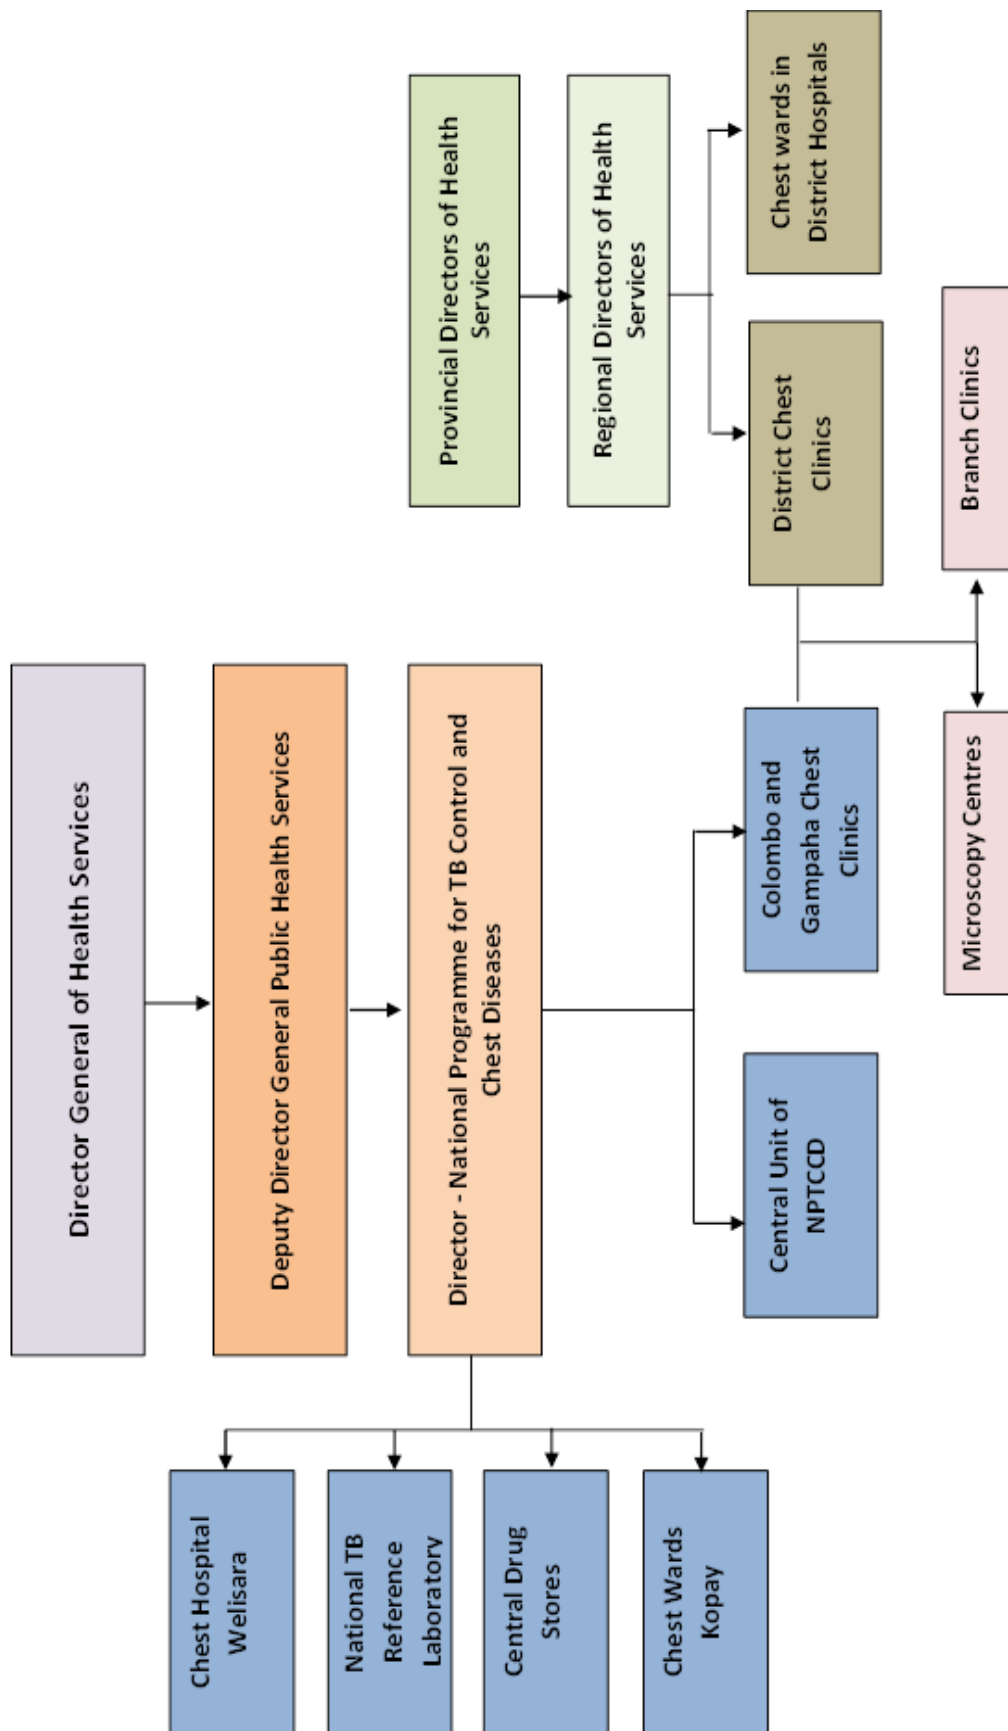 Director General of Health Services
Deputy Director General Public Health Services
Director - National Programme for TB Control and
Chest Diseases
Chest Hospital
Welisara
National TB
Reference
Laboratory
Central Drug
Stores
Chest Wards
Kopay
Central Unit of
NPTCCD
Colombo and
Gampaha Chest
Clinics
Provincial Directors of Health
Services
Regional Directors of Health
Services
District Chest
Clinics
Chest wards in
District Hospitals
Microscopy Centres
Branch Clinics